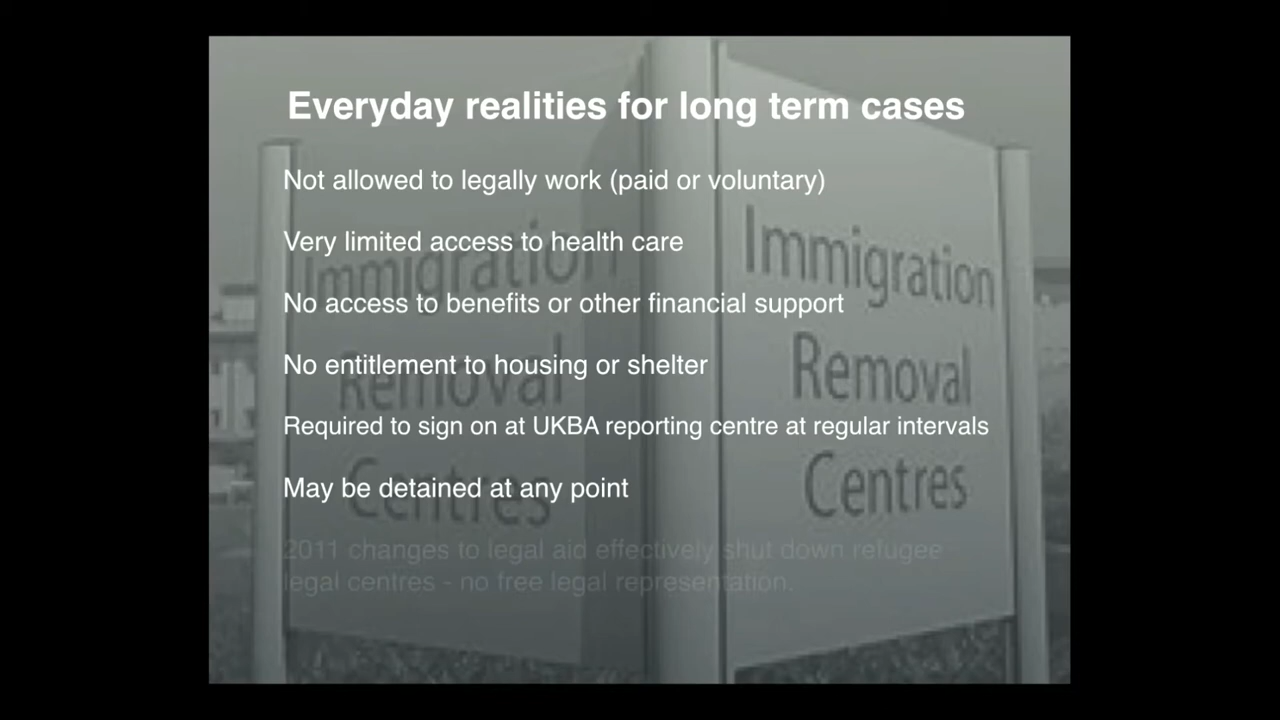 Everyday realities for long term cases
Not allowed to legally work (paid or voluntary)
Very limited access to health care
No access to benefits or other financial support
No entitlement to housing or shelter
Required to sign on at UKBA reporting centre at regular intervals
May be detained at any point
2011 changes to legal aid effectively shut down refugee
legal centres - no free legal representation.
Immigration
Removal
Centres
Immigration
Removal
Centres